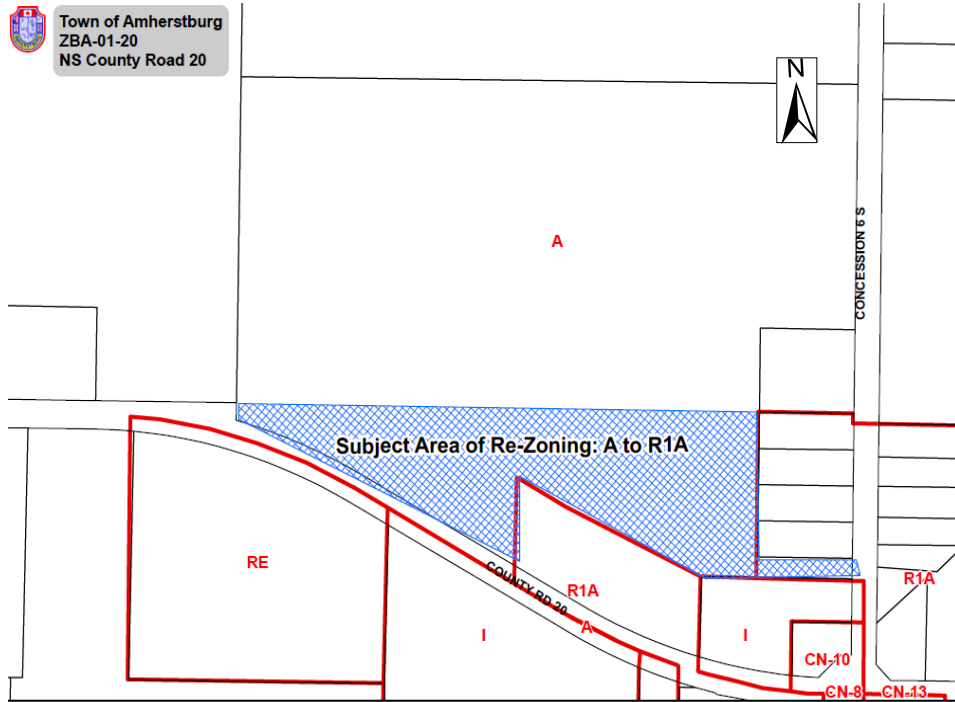 Town of Amherstburg
ZBA-01-20
NS County Road 20
N
A
CONCESSION 6 S
Subject Area of Re-Zoning: A to R1A
RE
COUNTY RD 20
R1A
R1A
A
I
I
CN-10
CN-8
CN-13